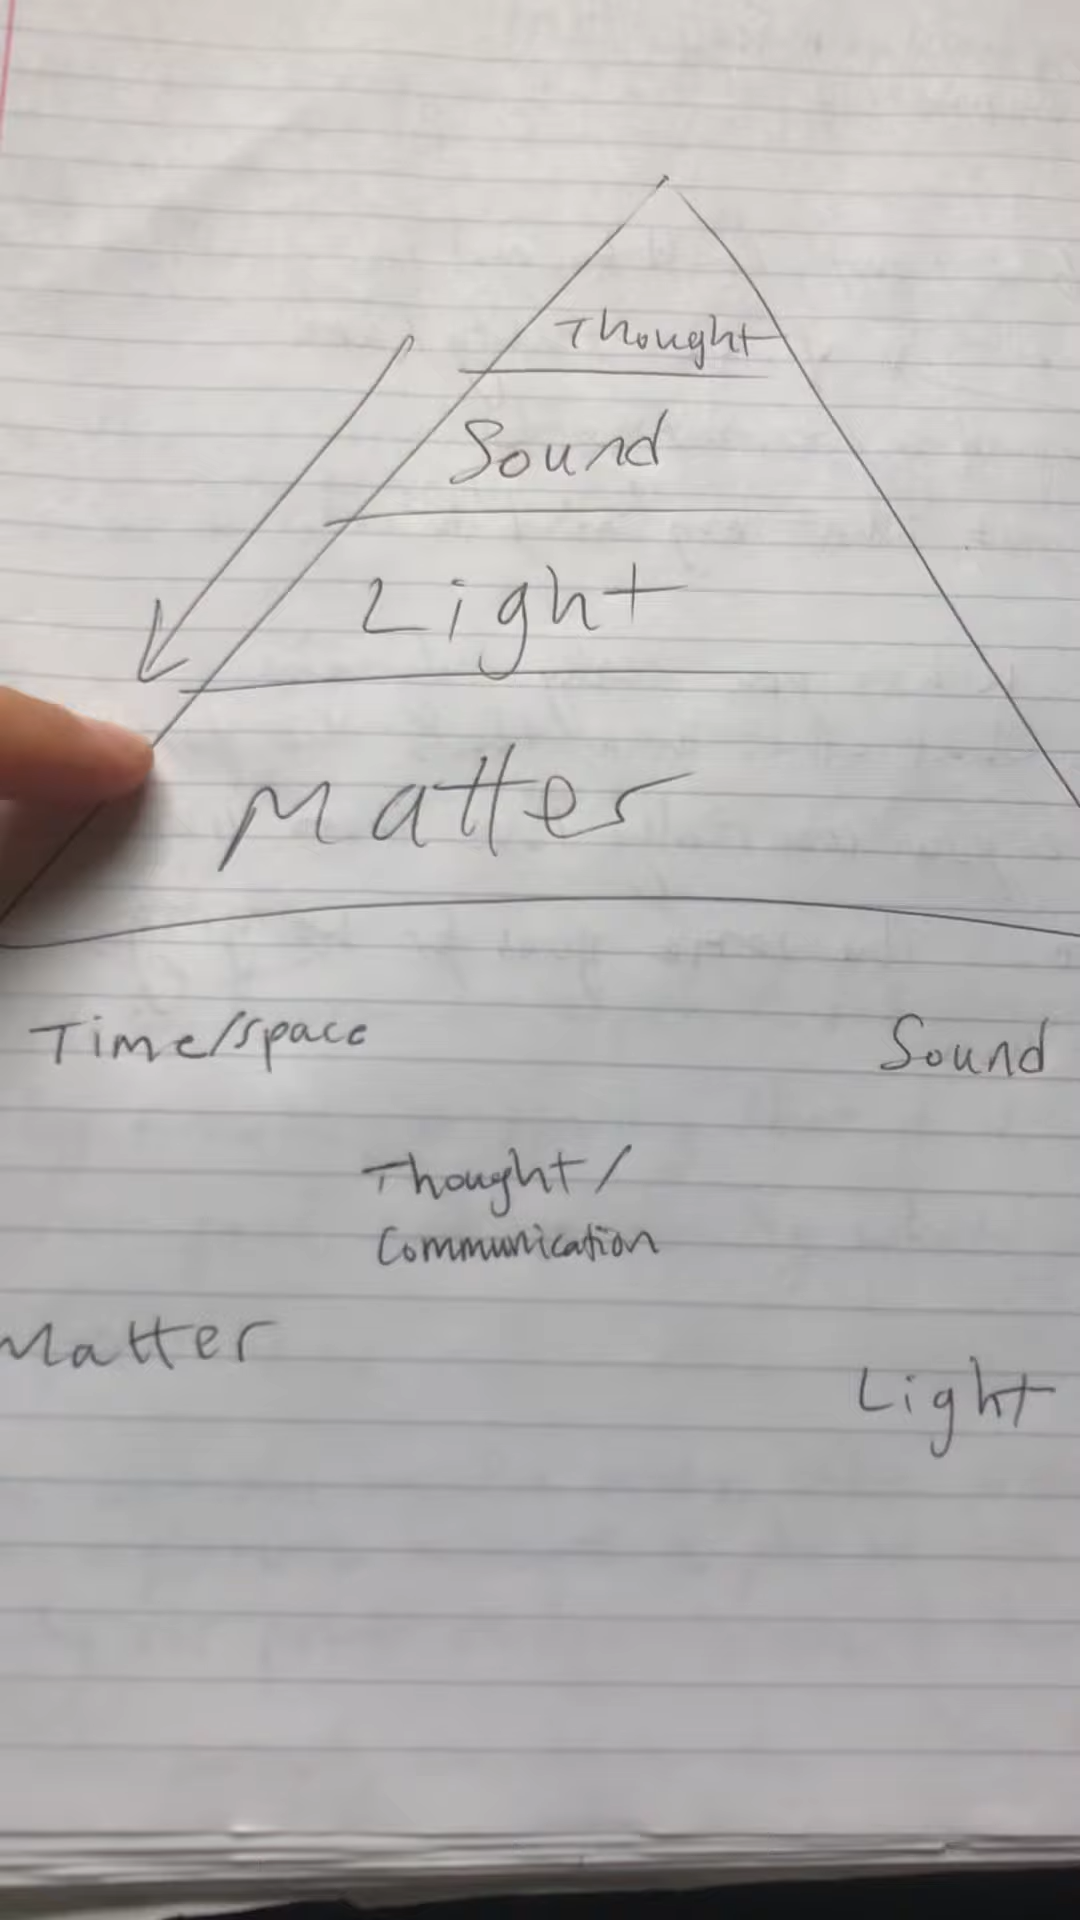 Thought
Sound
Light
Matter
Time/space
Sound
Thought/
Communication
Matter
Light